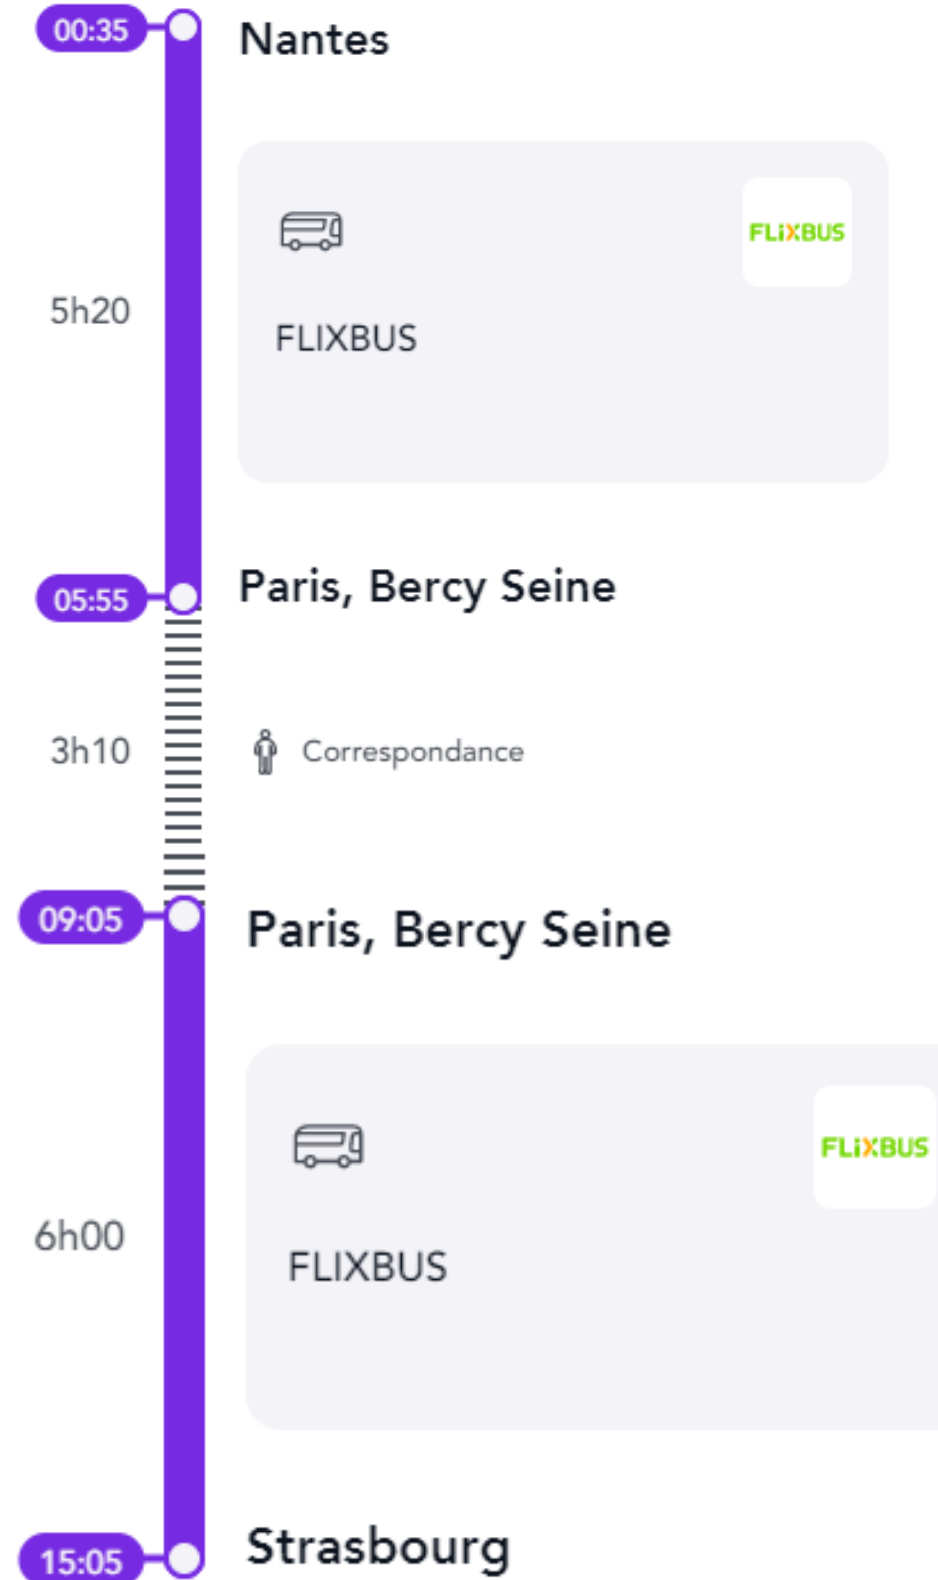 00:35
Nantes
FLiXBUS
5h20
FLIXBUS
05:55
Paris, Bercy Seine
3h10
Correspondance
09:05
Paris, Bercy Seine
FLiXBUS
6h00
FLIXBUS
15:05
Strasbourg